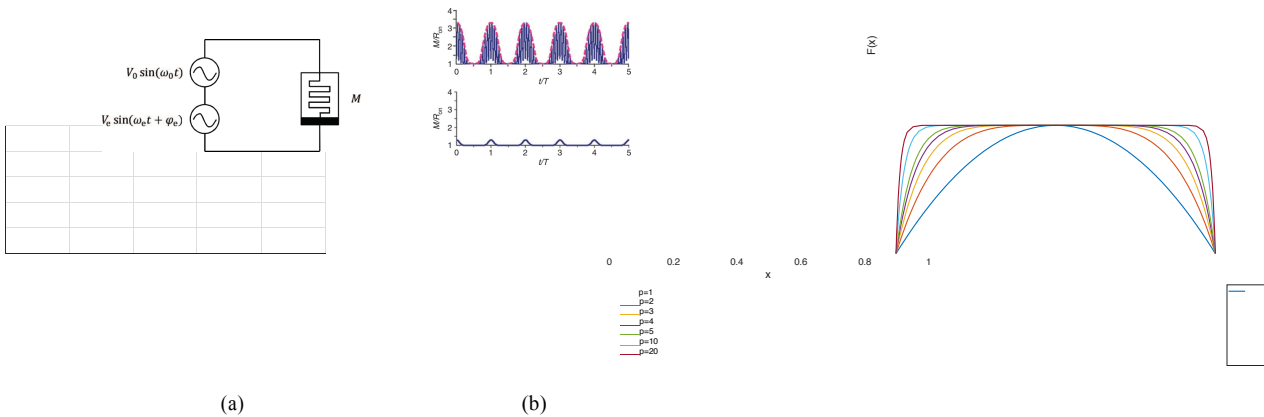 V₀ sin(ω₀t)
Vₑ sin(ωₑt + φₑ)
M
4
3
2
1
M/Rₒₙ
0 1 2 3 4 5
t/T
4
3
2
1
M/Rₒₙ
0 1 2 3 4 5
t/T
F(x)
0 0.2 0.4 0.6 0.8 1
x
p=1
p=2
p=3
p=4
p=5
p=10
p=20
(a) (b)